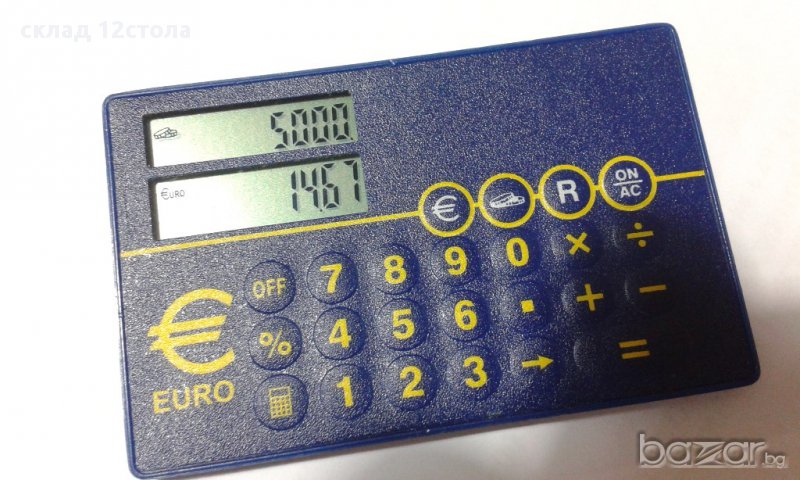 склад 12стола
5000
€URO 1467
€ R ON/AC
OFF 7 8 9 0 × ÷
% 4 5 6 . + −
1 2 3 → =
€
EURO
bazar.bg